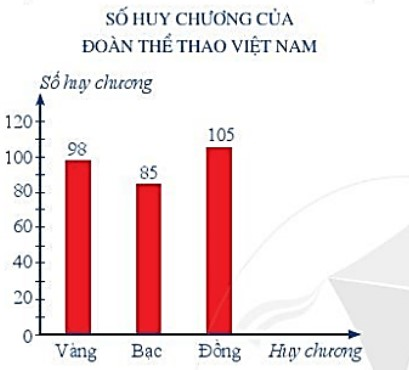 SỐ HUY CHƯƠNG CỦA
ĐOÀN THỂ THAO VIỆT NAM
Số huy chương
120
100
80
60
40
20
0
98
85
105
Vàng Bạc Đồng Huy chương